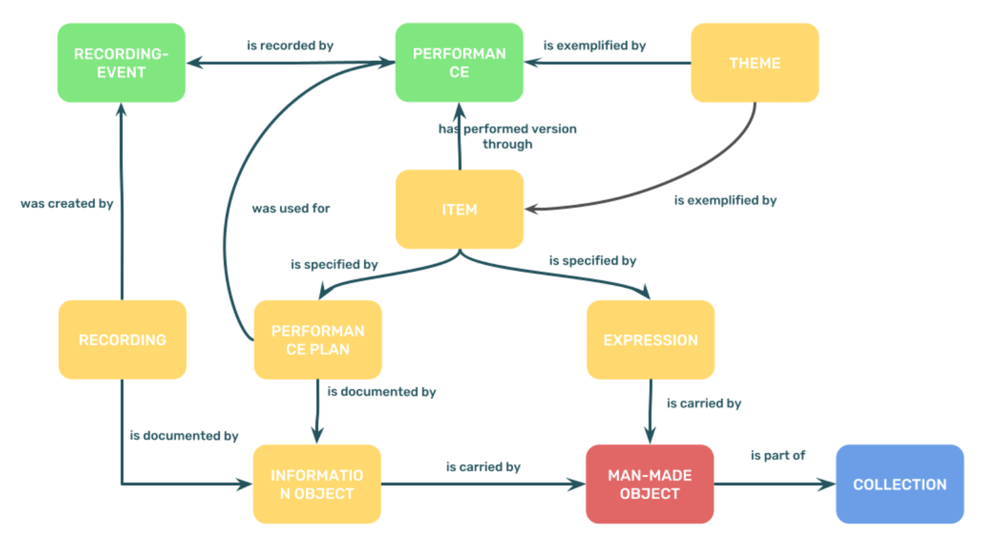 RECORDING-
EVENT
is recorded by
PERFORMAN
CE
is exemplified by
THEME
has performed version
through
was created by
was used for
ITEM
is exemplified by
is specified by
is specified by
RECORDING
PERFORMAN
CE PLAN
EXPRESSION
is documented by
is carried by
is documented by
INFORMATIO
N OBJECT
is carried by
MAN-MADE
OBJECT
is part of
COLLECTION